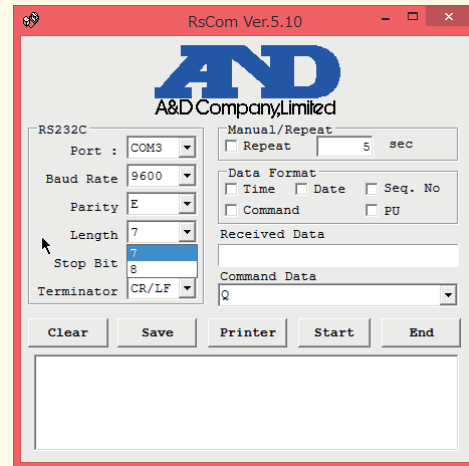 RsCom Ver.5.10
AND
A&D Company,Limited
RS232C
Port : COM3
Baud Rate 9600
Parity E
Length 7
7
8
Stop Bit
Terminator CR/LF
Manual/Repeat
Repeat 5 sec
Data Format
Time Date Seq. No
Command PU
Received Data
Command Data
Q
Clear Save Printer Start End